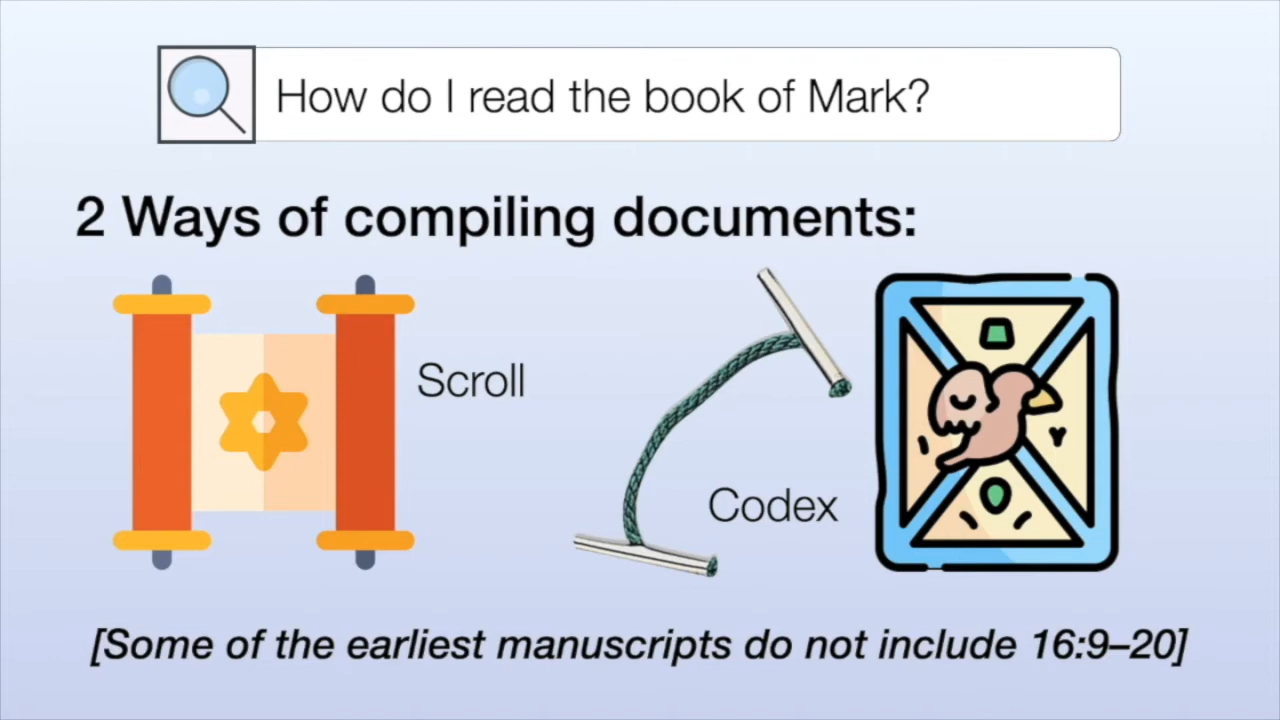 How do I read the book of Mark?
2 Ways of compiling documents:
Scroll
Codex
[Some of the earliest manuscripts do not include 16:9–20]